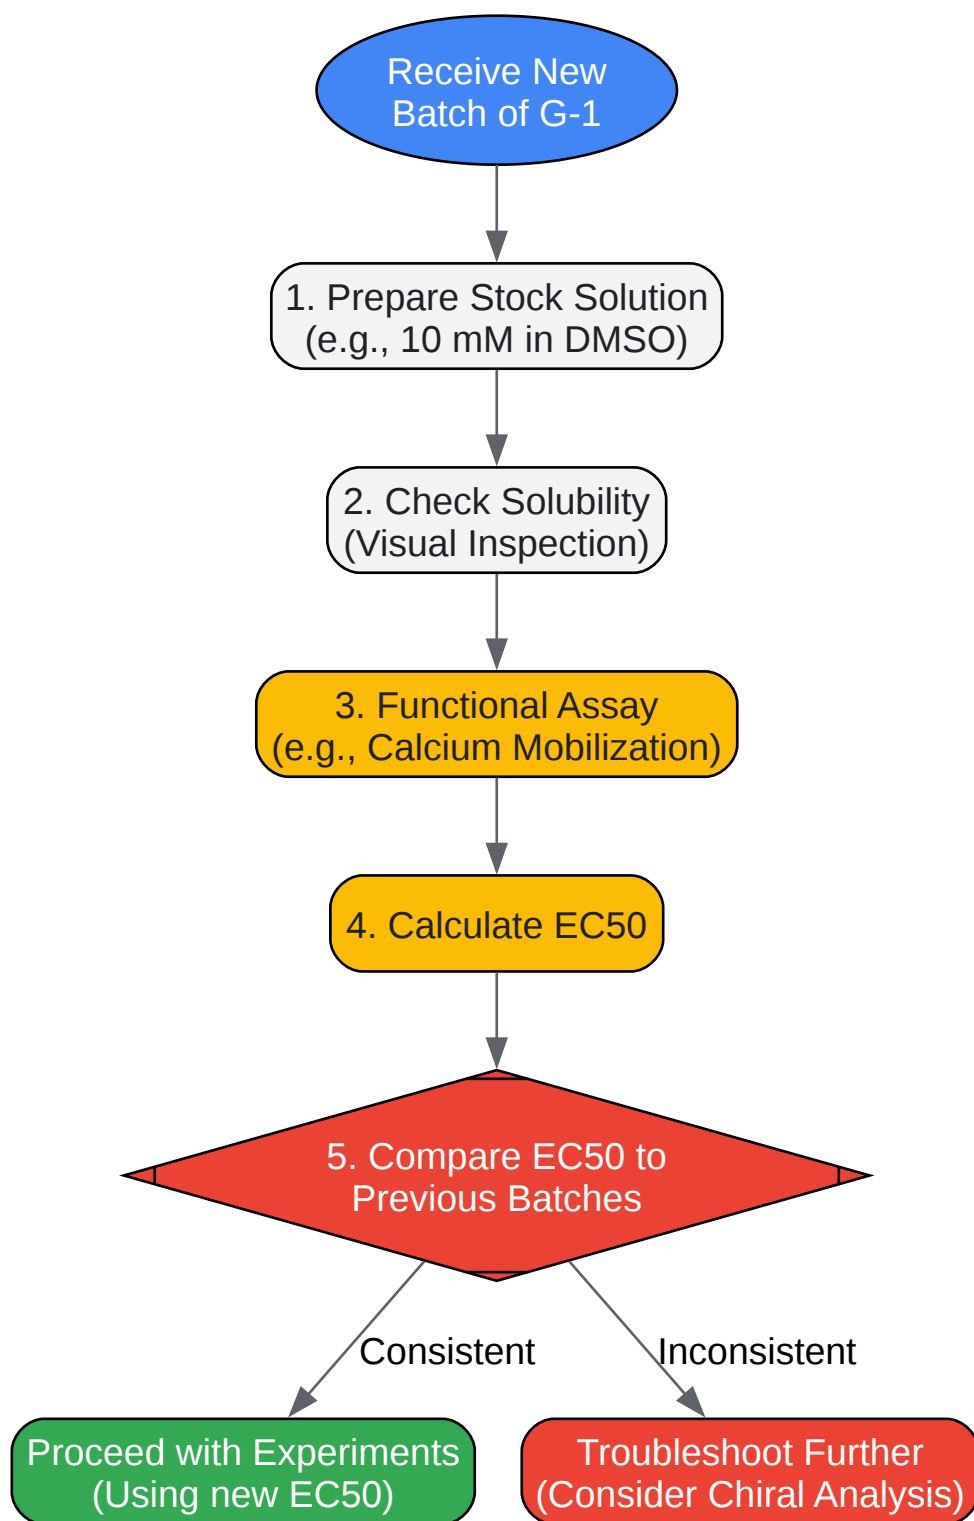 Receive New
Batch of G-1
1. Prepare Stock Solution
(e.g., 10 mM in DMSO)
2. Check Solubility
(Visual Inspection)
3. Functional Assay
(e.g., Calcium Mobilization)
4. Calculate EC50
5. Compare EC50 to
Previous Batches
Consistent
Inconsistent
Proceed with Experiments
(Using new EC50)
Troubleshoot Further
(Consider Chiral Analysis)